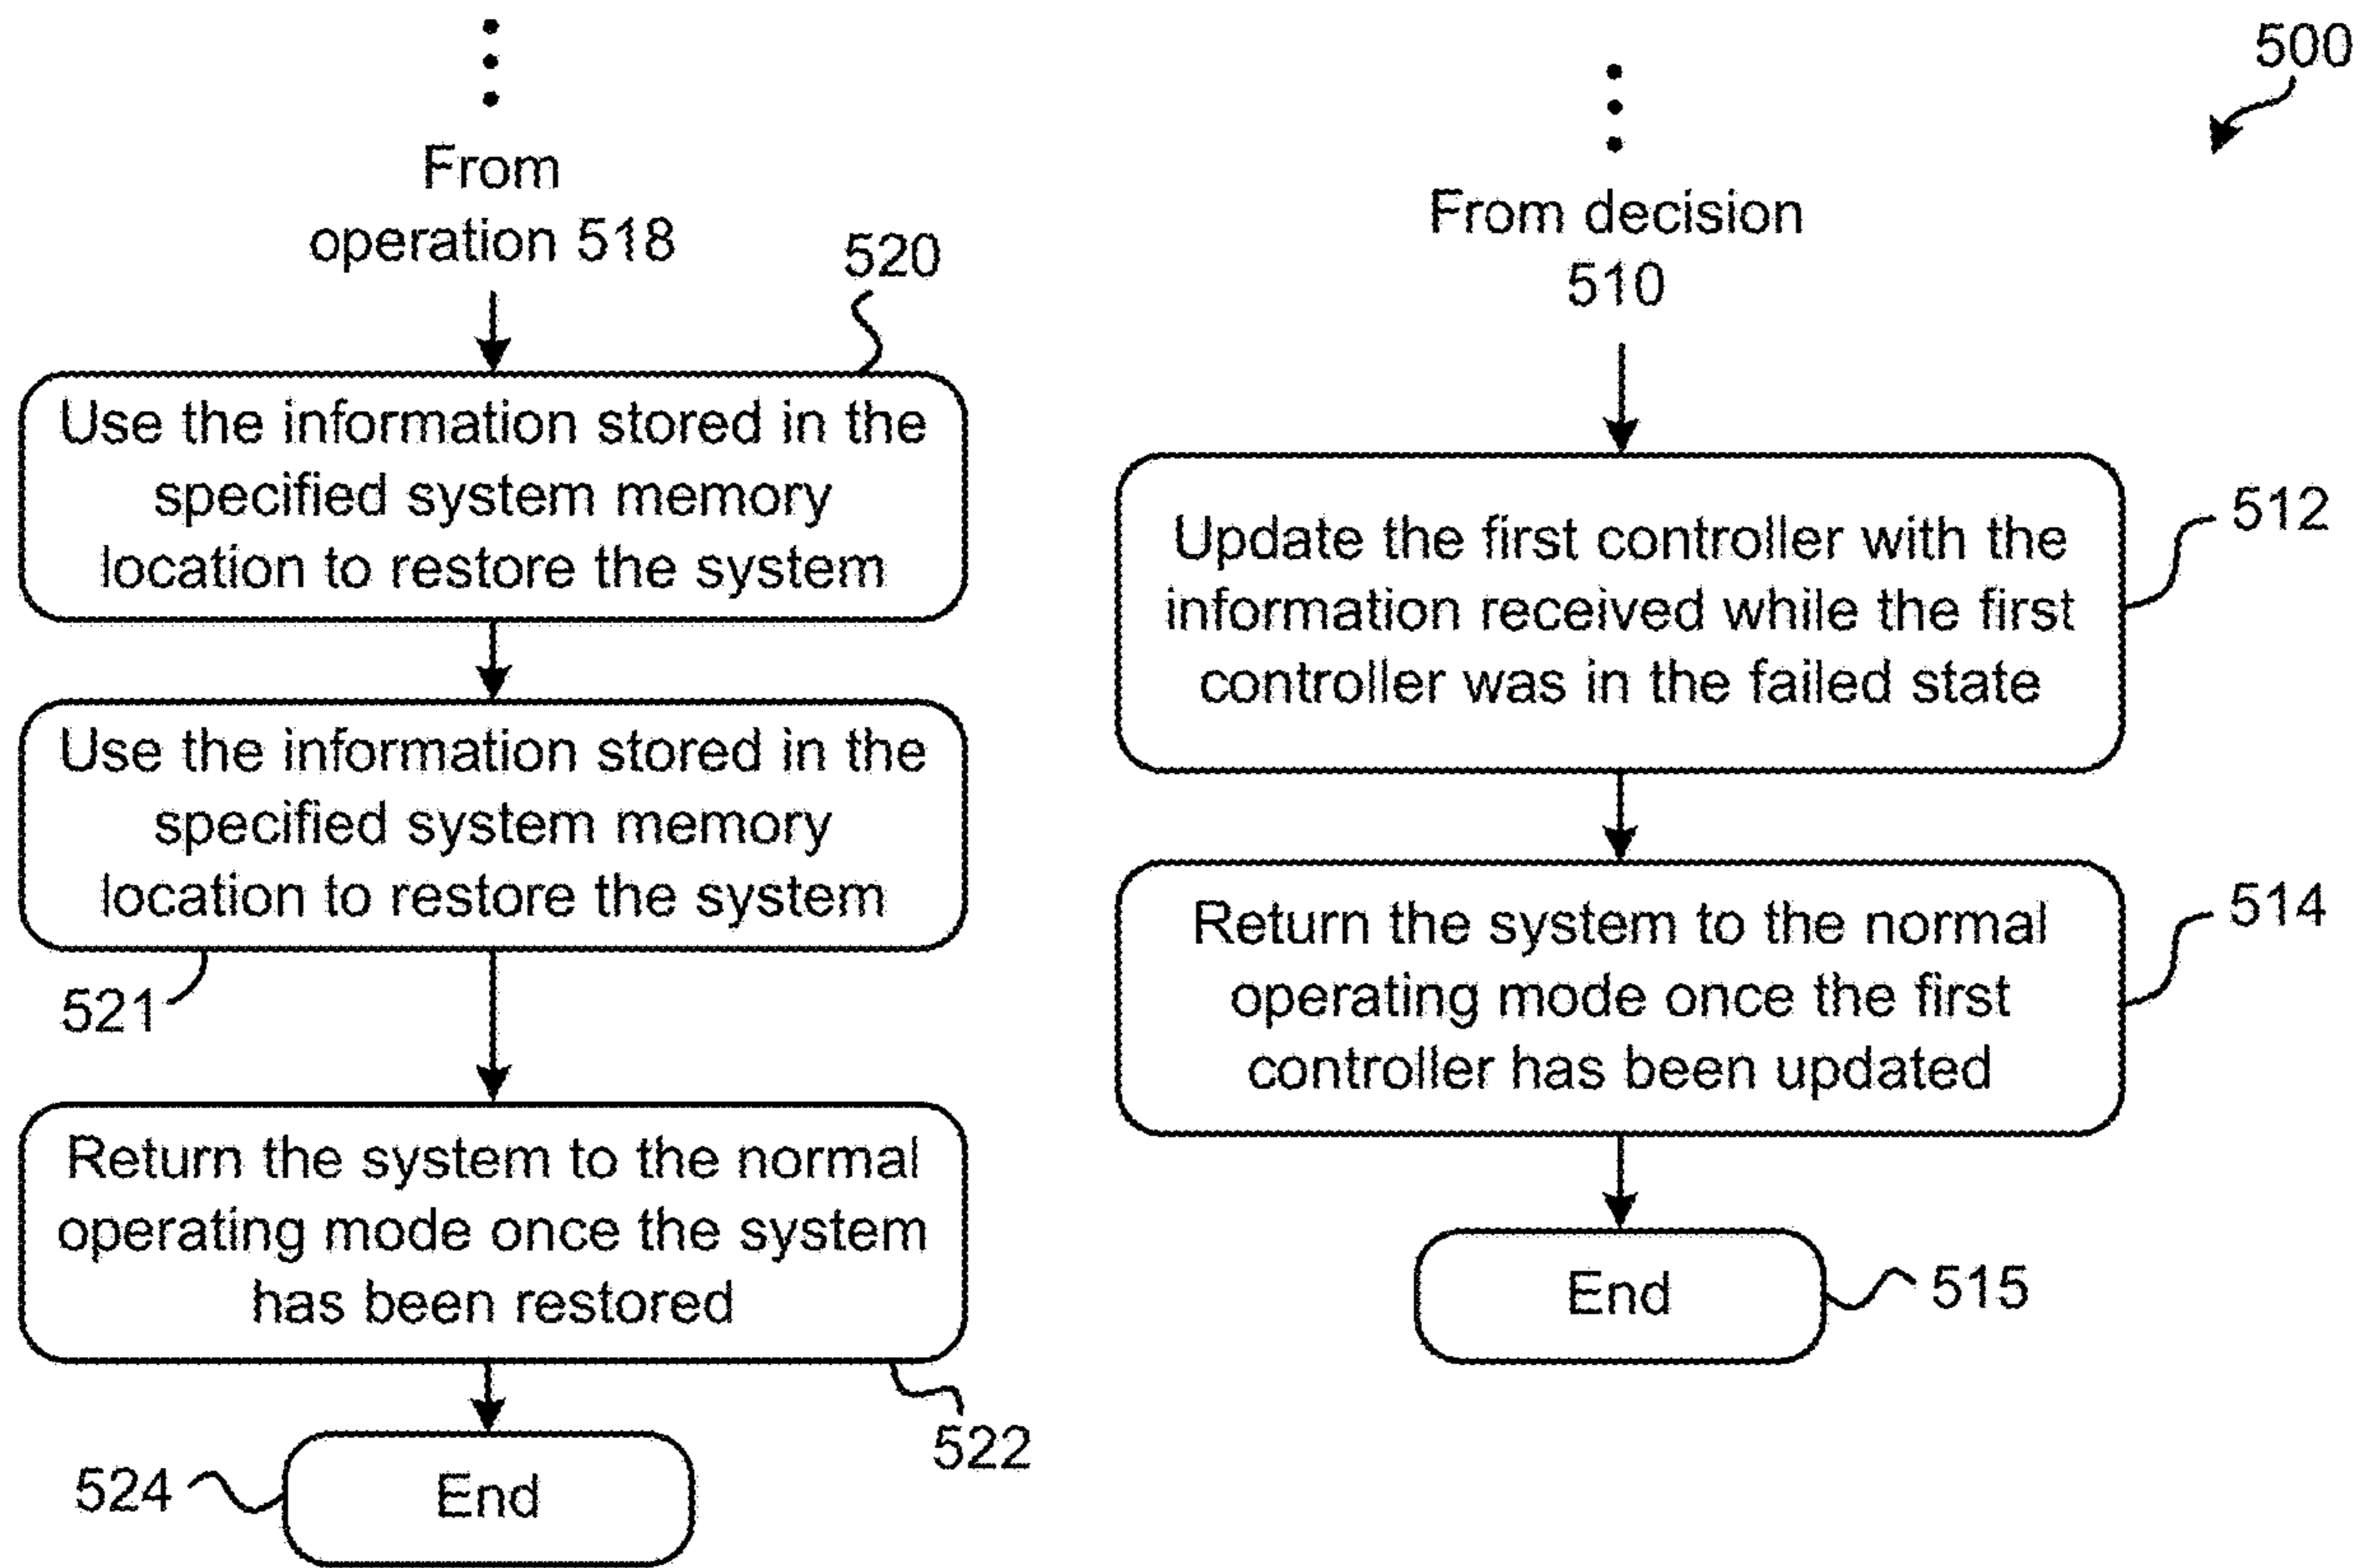 From
operation 518
520
Use the information stored in the
specified system memory
location to restore the system
Use the information stored in the
specified system memory
location to restore the system
521
Return the system to the normal
operating mode once the system
has been restored
522
524
End
500
From decision
510
Update the first controller with the
information received while the first
controller was in the failed state
512
Return the system to the normal
operating mode once the first
controller has been updated
514
End
515